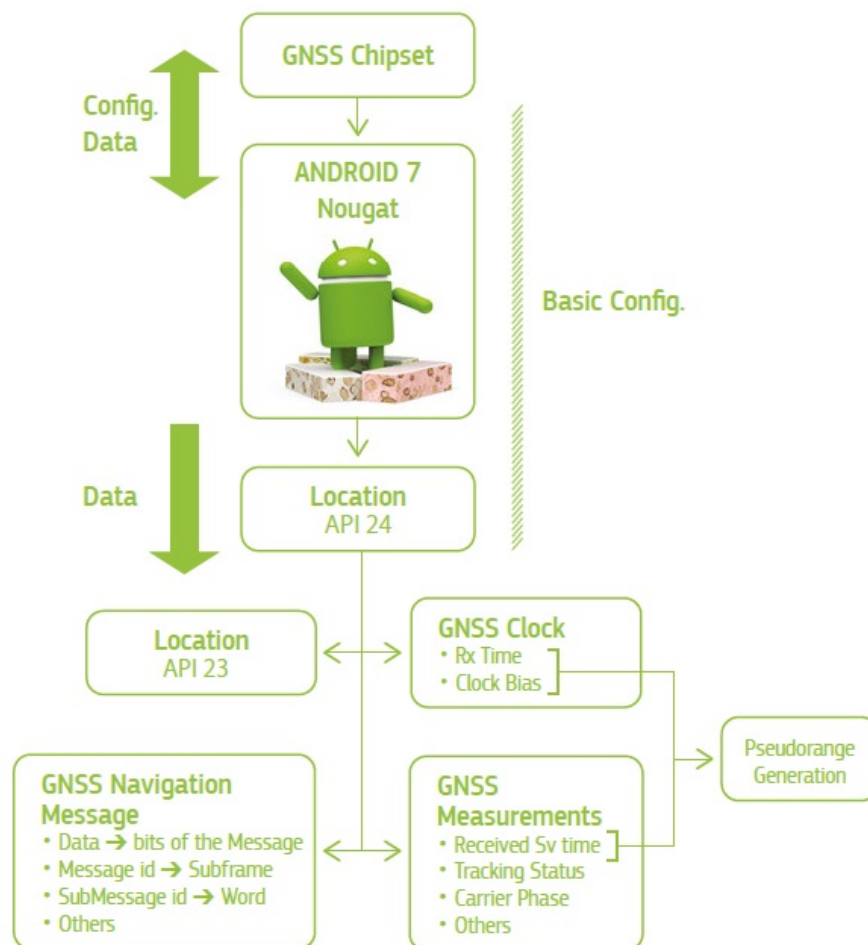 GNSS Chipset
Config.
Data
ANDROID 7
Nougat
Basic Config.
Data
Location
API 24
Location
API 23
GNSS Clock
• Rx Time
• Clock Bias
Pseudorange
Generation
GNSS Navigation
Message
• Data ➔ bits of the Message
• Message id ➔ Subframe
• SubMessage id ➔ Word
• Others
GNSS
Measurements
• Received Sv time
• Tracking Status
• Carrier Phase
• Others